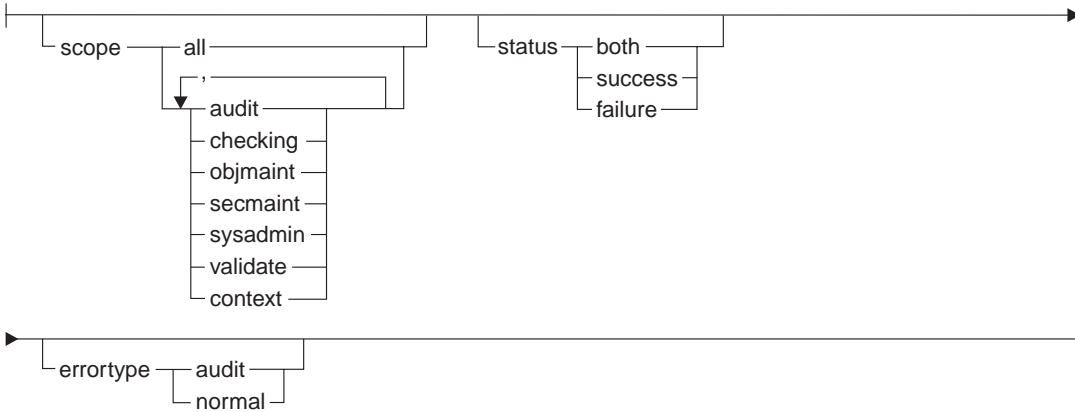 scope all status both
, success
audit failure
checking
objmaint
secmaint
sysadmin
validate
context
errortype audit
normal